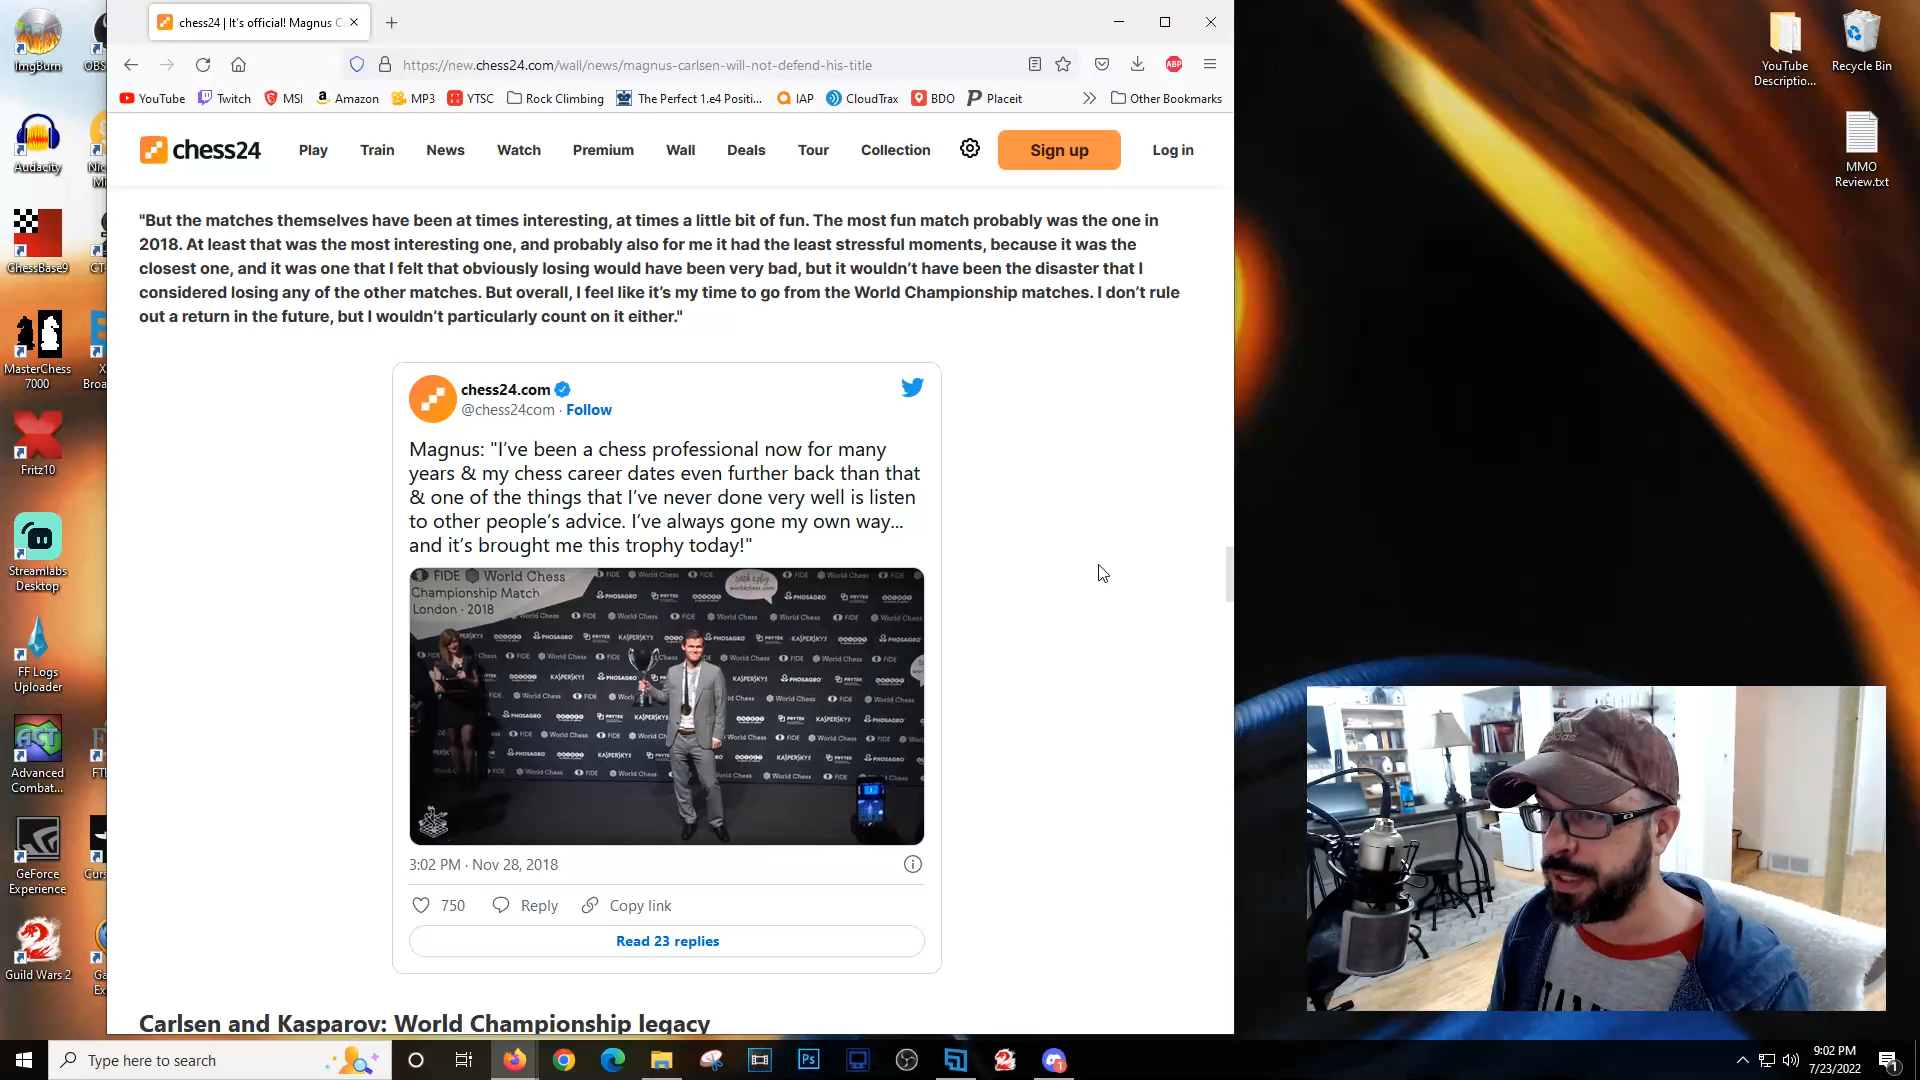 chess24 | It's official! Magnus C
https://new.chess24.com/wall/news/magnus-carlsen-will-not-defend-his-title
YouTube
Twitch
MSI
Amazon
MP3
YTSC
Rock Climbing
The Perfect 1.e4 Positi...
IAP
CloudTrax
BDO
Placeit
Other Bookmarks
chess24
Play
Train
News
Watch
Premium
Wall
Deals
Tour
Collection
Sign up
Log in
"But the matches themselves have been at times interesting, at times a little bit of fun. The most fun match probably was the one in
2018. At least that was the most interesting one, and probably also for me it had the least stressful moments, because it was the
closest one, and it was one that I felt that obviously losing would have been very bad, but it wouldn't have been the disaster that I
considered losing any of the other matches. But overall, I feel like it's my time to go from the World Championship matches. I don't rule
out a return in the future, but I wouldn't particularly count on it either."
chess24.com
@chess24com · Follow
Magnus: "I've been a chess professional now for many
years & my chess career dates even further back than that
& one of the things that I've never done very well is listen
to other people's advice. I've always gone my own way...
and it's brought me this trophy today!"
FIDE World Chess
Championship Match
London · 2018
3:02 PM · Nov 28, 2018
750
Reply
Copy link
Read 23 replies
Carlsen and Kasparov: World Championship legacy
ImgBurn
OBS
Audacity
Nic
Mi
ChessBase9
CT-
MasterChess
7000
X
Broa
Fritz10
Streamlabs
Desktop
FF Logs
Uploader
Advanced
Combat...
FTL
GeForce
Experience
Curs
Guild Wars 2
Ga
Ex
YouTube
Descriptio...
Recycle Bin
MMO
Review.txt
adidas
Type here to search
9:02 PM
7/23/2022